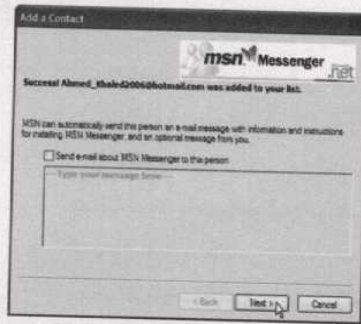 Add a Contact
msn Messenger
.net
Success! Ahmed_Khaled2006@hotmail.com was added to your list.
MSN can automatically send this person an e-mail message with information and instructions
for installing MSN Messenger, and an optional message from you.
Send e-mail about MSN Messenger to this person
---Type your message here---
< Back
Next >
Cancel